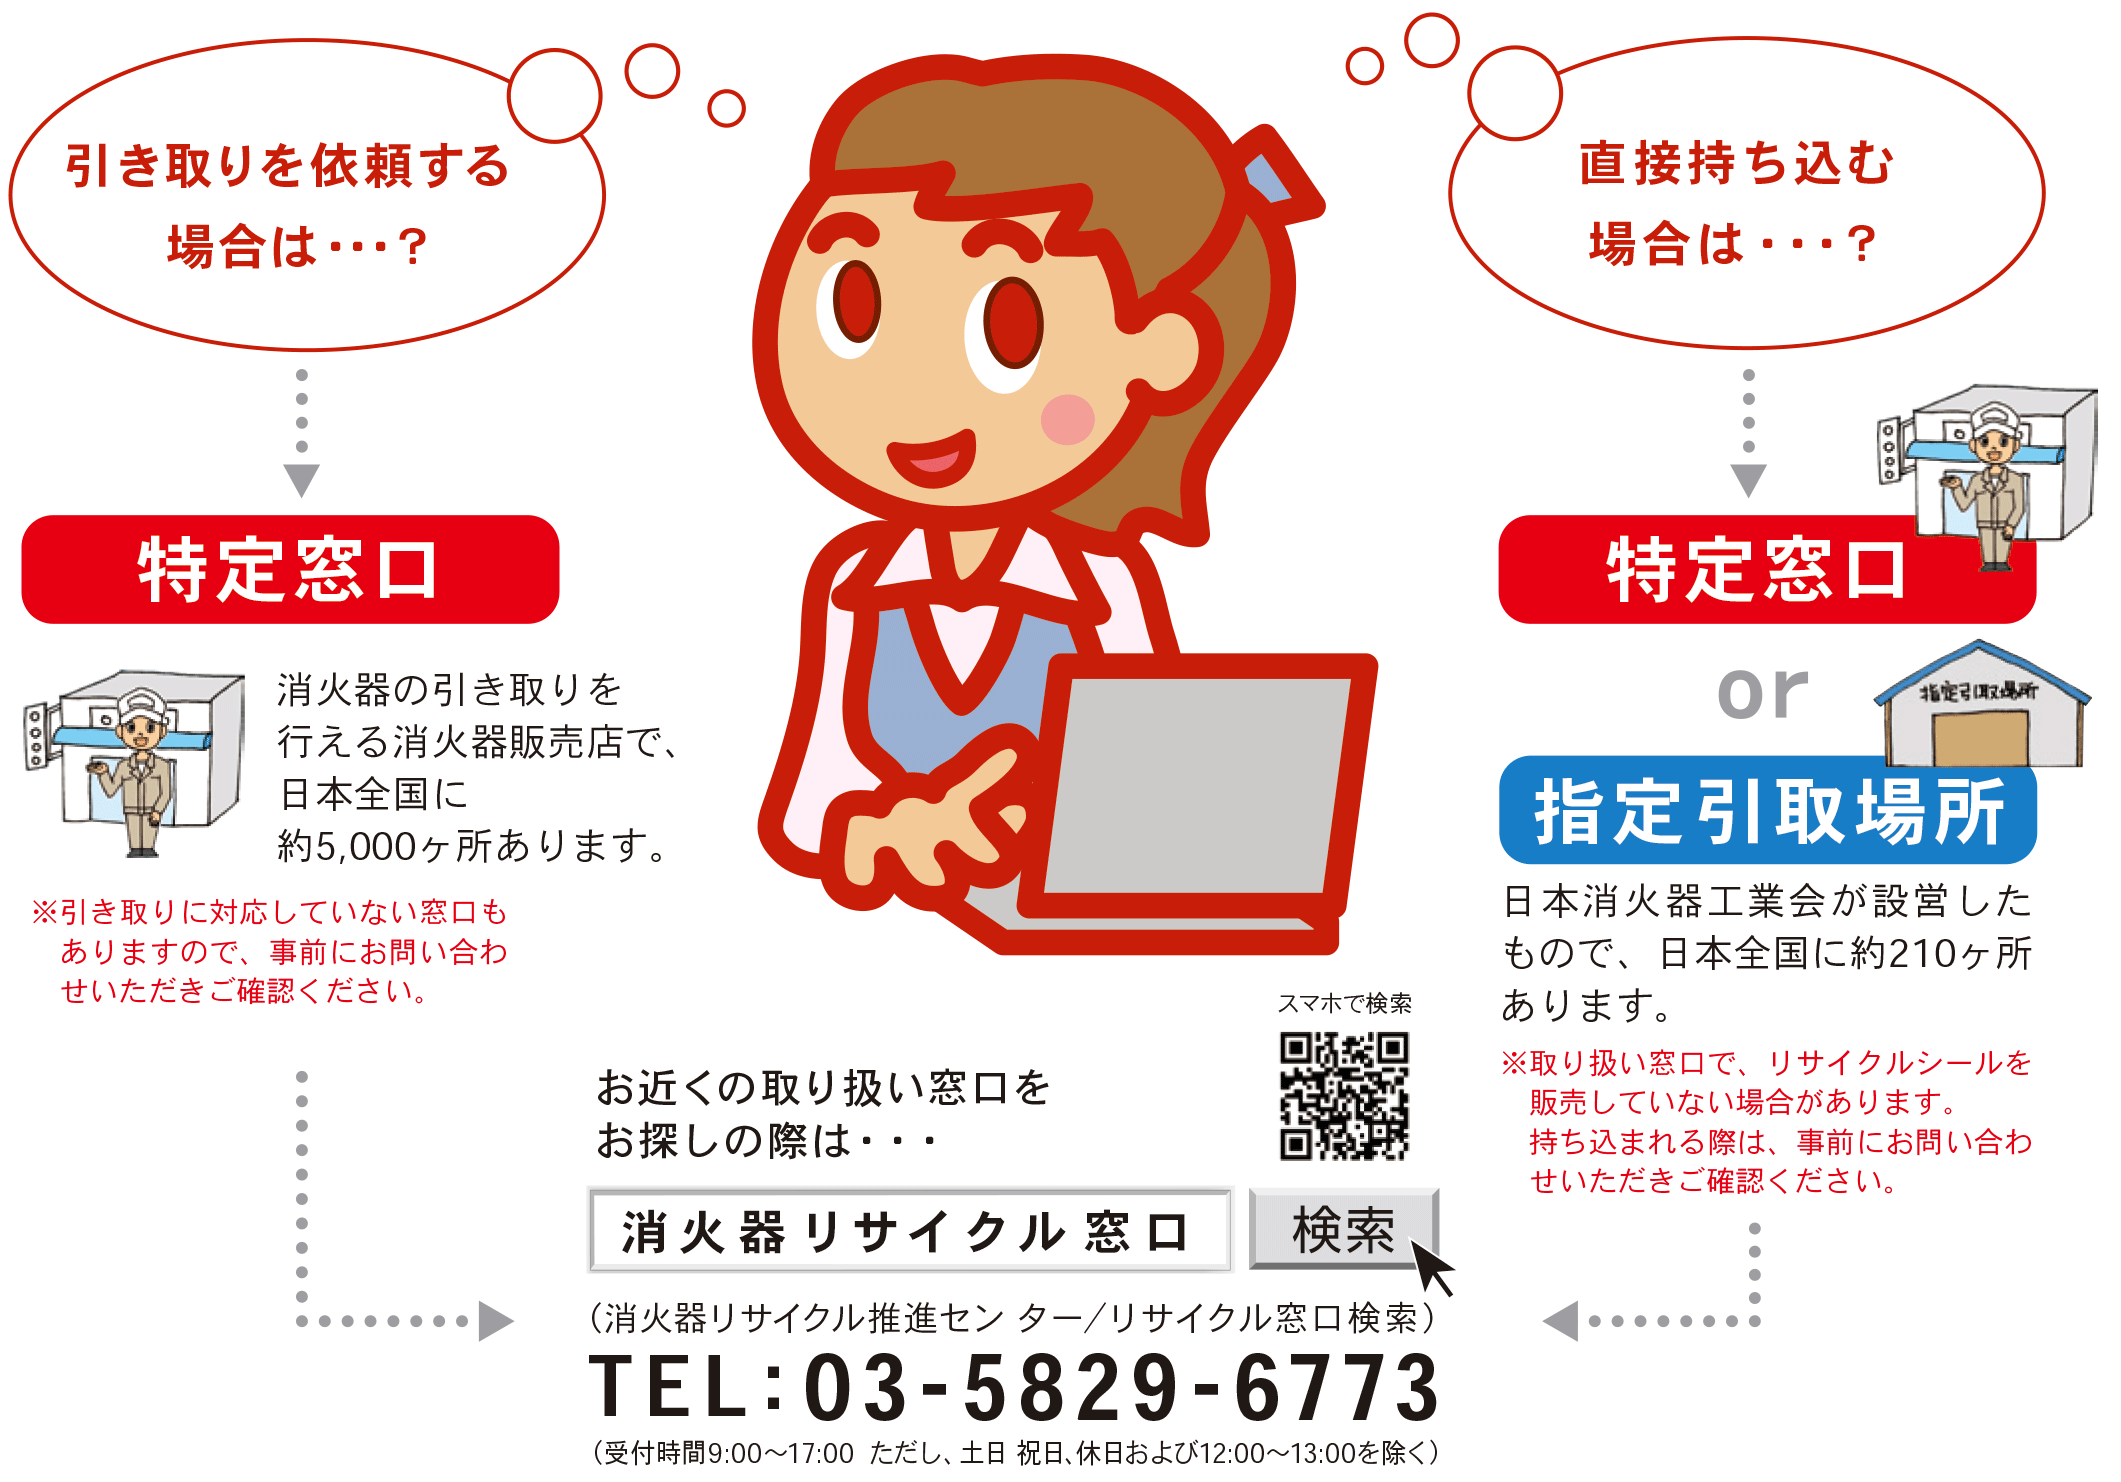 引き取りを依頼する
場合は・・・？
特定窓口
消火器の引き取りを
行える消火器販売店で、
日本全国に
約5,000ヶ所あります。
※引き取りに対応していない窓口も
ありますので、事前にお問い合わ
せいただきご確認ください。
直接持ち込む
場合は・・・？
特定窓口
or
指定引取場所
指定引取場所
日本消火器工業会が設営した
もので、日本全国に約210ヶ所
あります。
※取り扱い窓口で、リサイクルシールを
販売していない場合があります。
持ち込まれる際は、事前にお問い合わ
せいただきご確認ください。
スマホで検索
お近くの取り扱い窓口を
お探しの際は・・・
消火器リサイクル 窓口 検索
（消火器リサイクル推進セン ター/リサイクル窓口検索）
TEL：03-5829-6773
（受付時間9:00～17:00 ただし、土日 祝日、休日および12:00～13:00を除く）